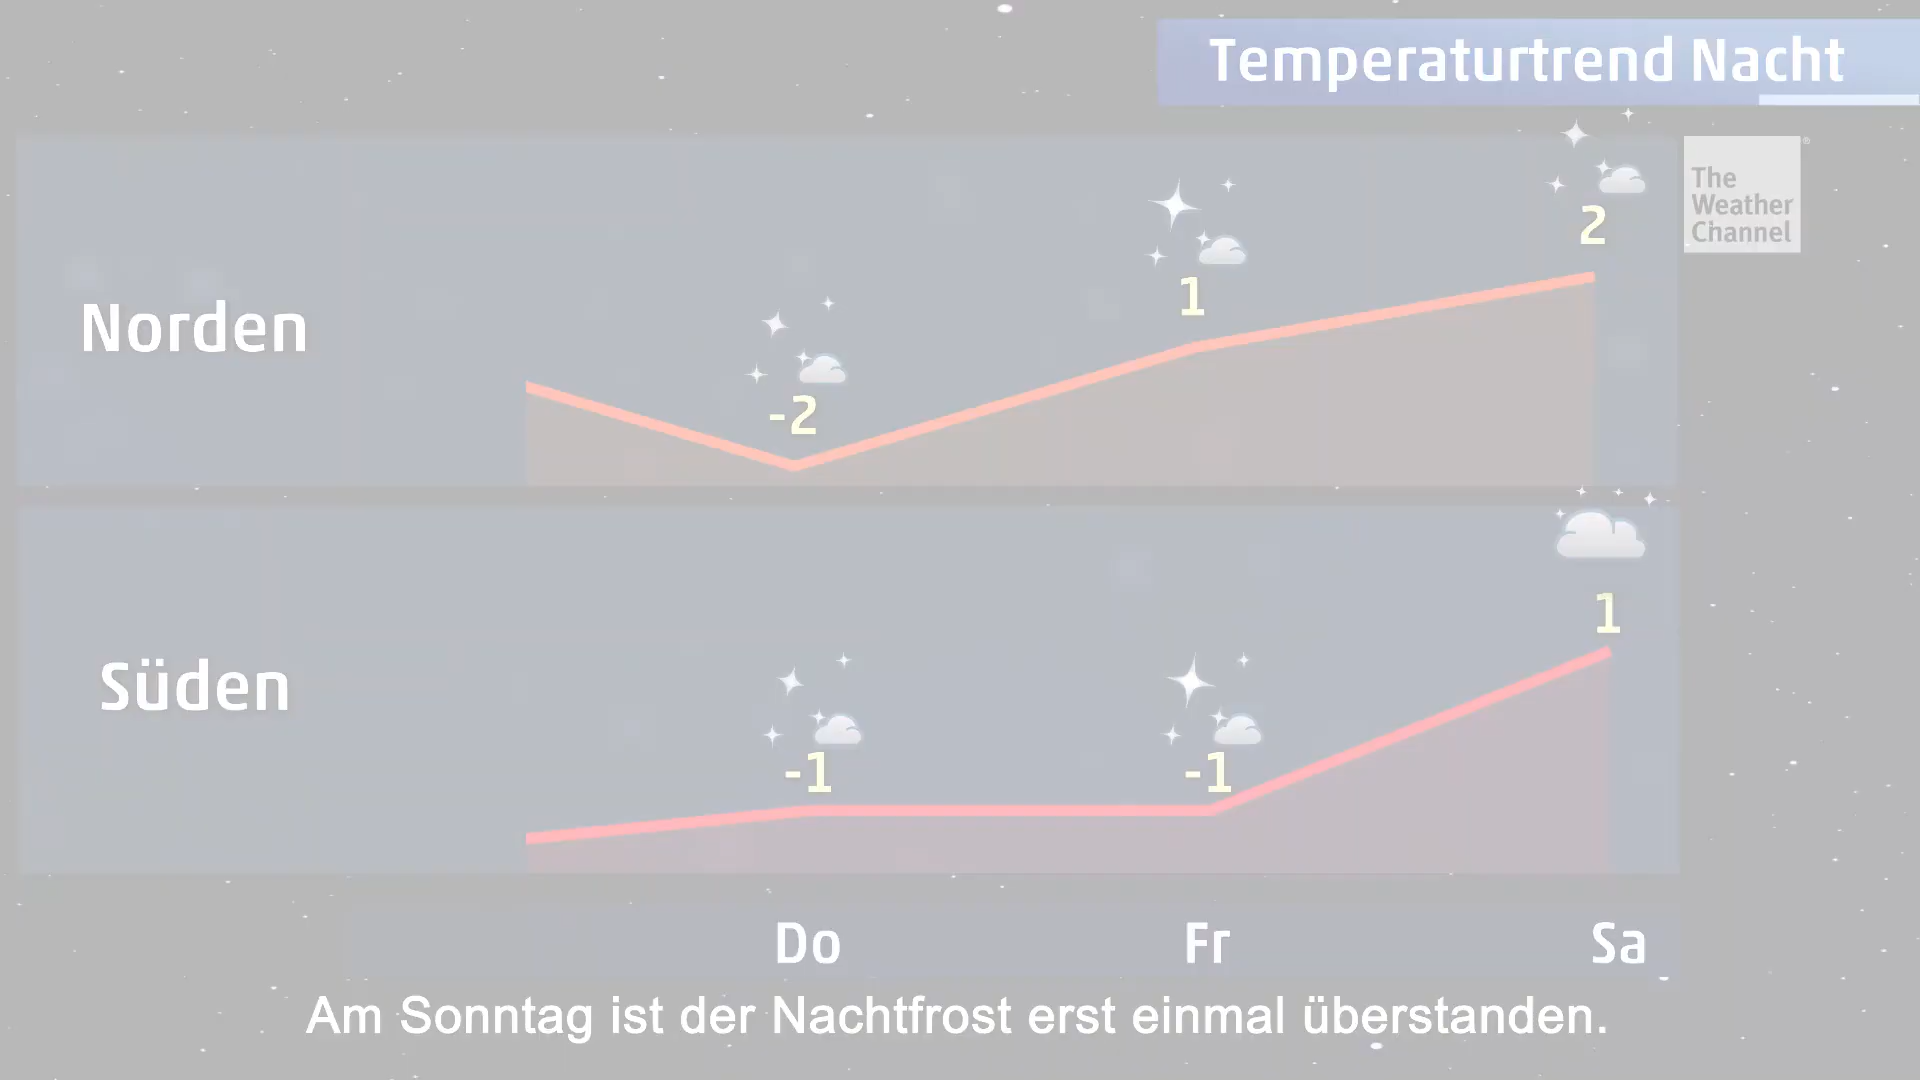 Temperaturtrend Nacht
The
Weather
Channel
®
2
1
Norden
-2
1
Süden
-1
-1
Do
Fr
Sa
Am Sonntag ist der Nachtfrost erst einmal überstanden.